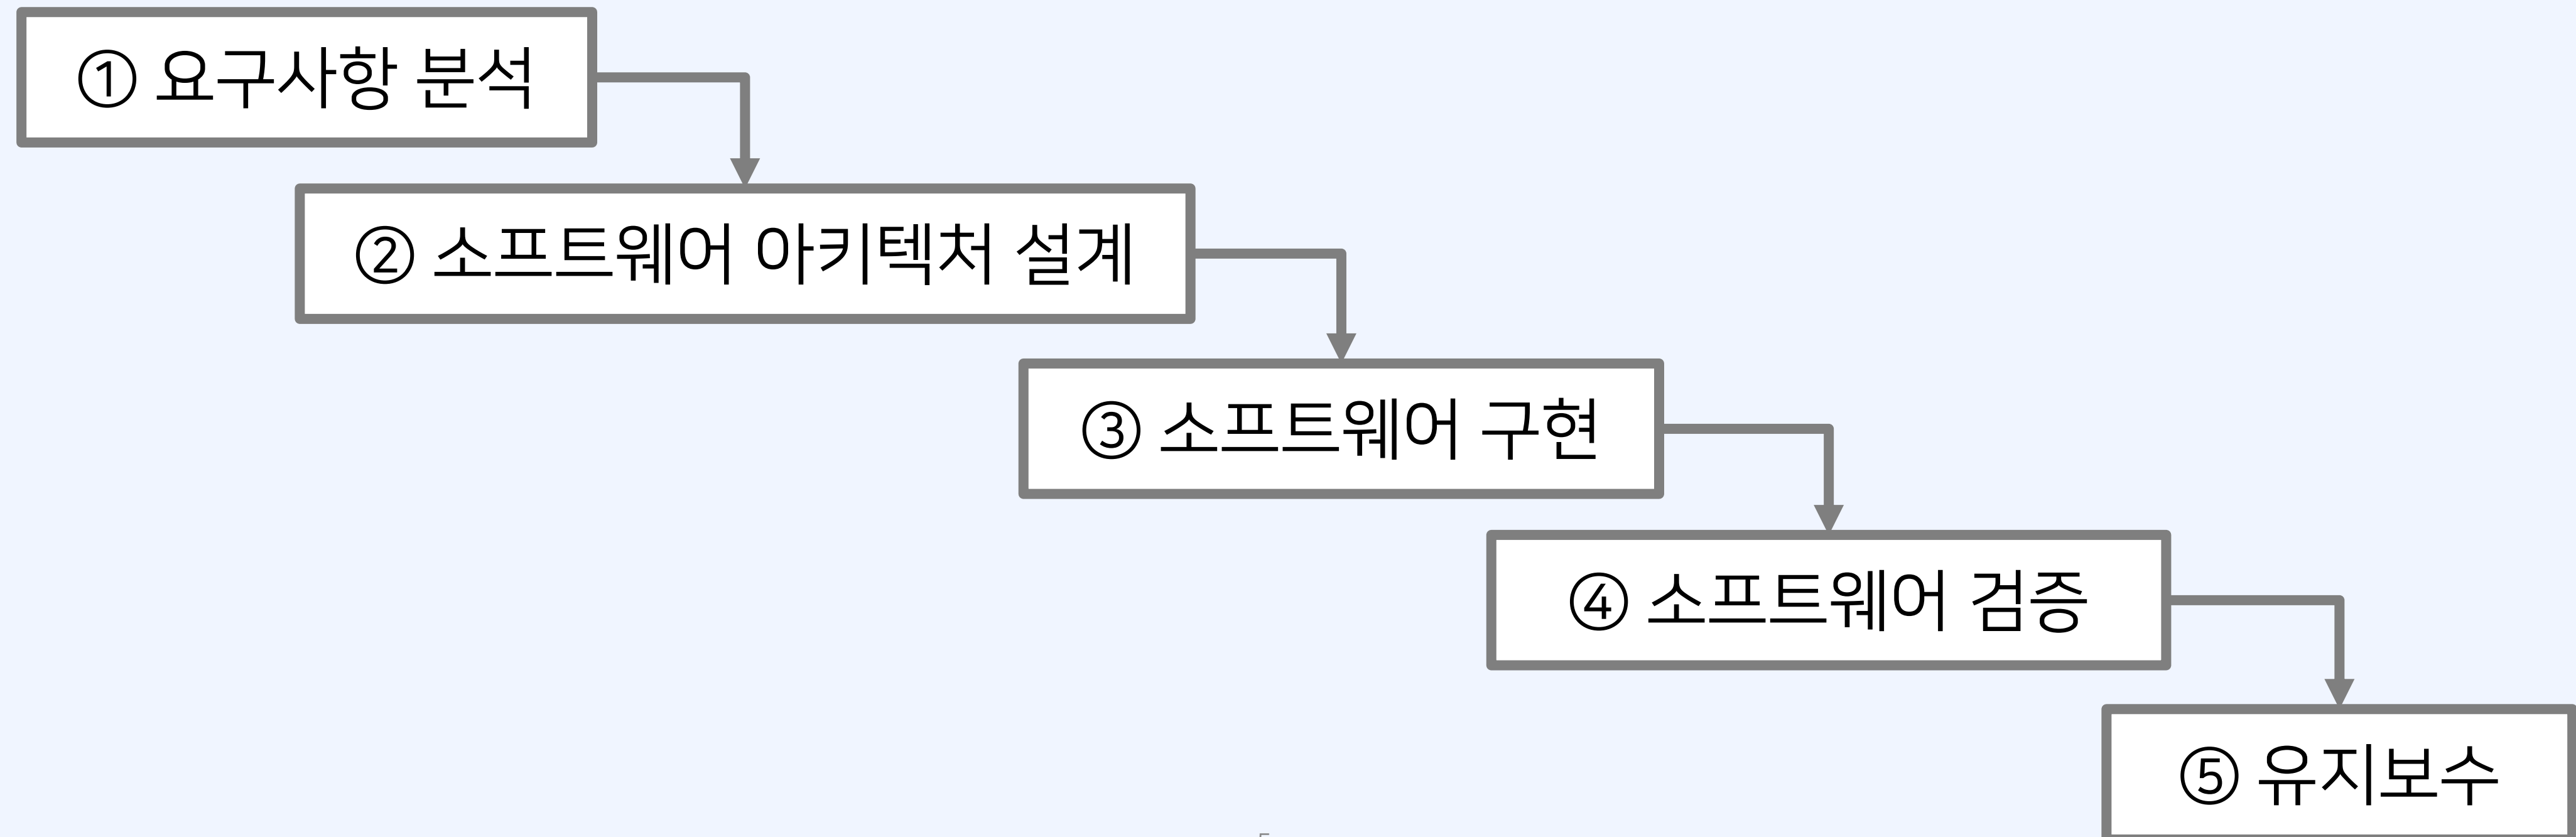 ① 요구사항 분석
② 소프트웨어 아키텍처 설계
③ 소프트웨어 구현
④ 소프트웨어 검증
⑤ 유지보수